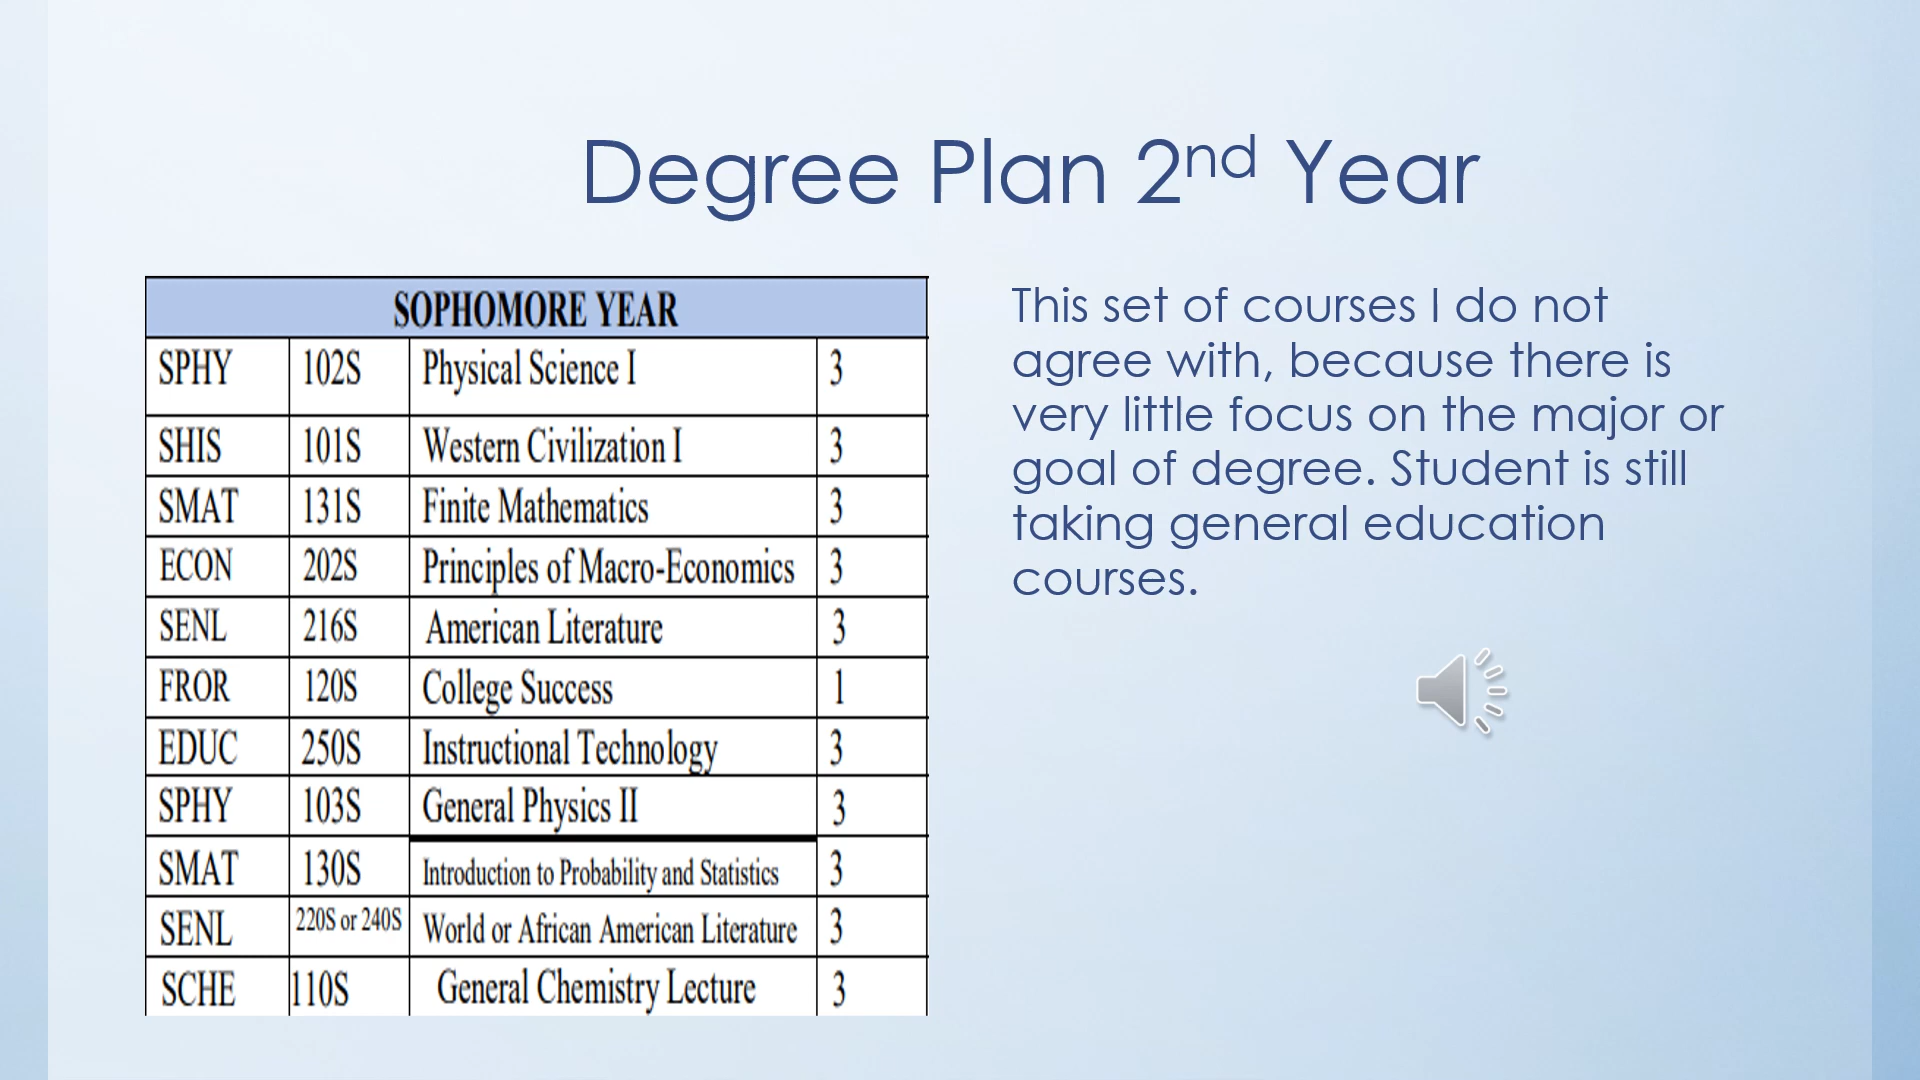 Degree Plan 2nd Year
SOPHOMORE YEAR
SPHY 102S Physical Science I 3
SHIS 101S Western Civilization I 3
SMAT 131S Finite Mathematics 3
ECON 202S Principles of Macro-Economics 3
SENL 216S American Literature 3
FROR 120S College Success 1
EDUC 250S Instructional Technology 3
SPHY 103S General Physics II 3
SMAT 130S Introduction to Probability and Statistics 3
SENL 220S or 240S World or African American Literature 3
SCHE 110S General Chemistry Lecture 3
This set of courses I do not
agree with, because there is
very little focus on the major or
goal of degree. Student is still
taking general education
courses.